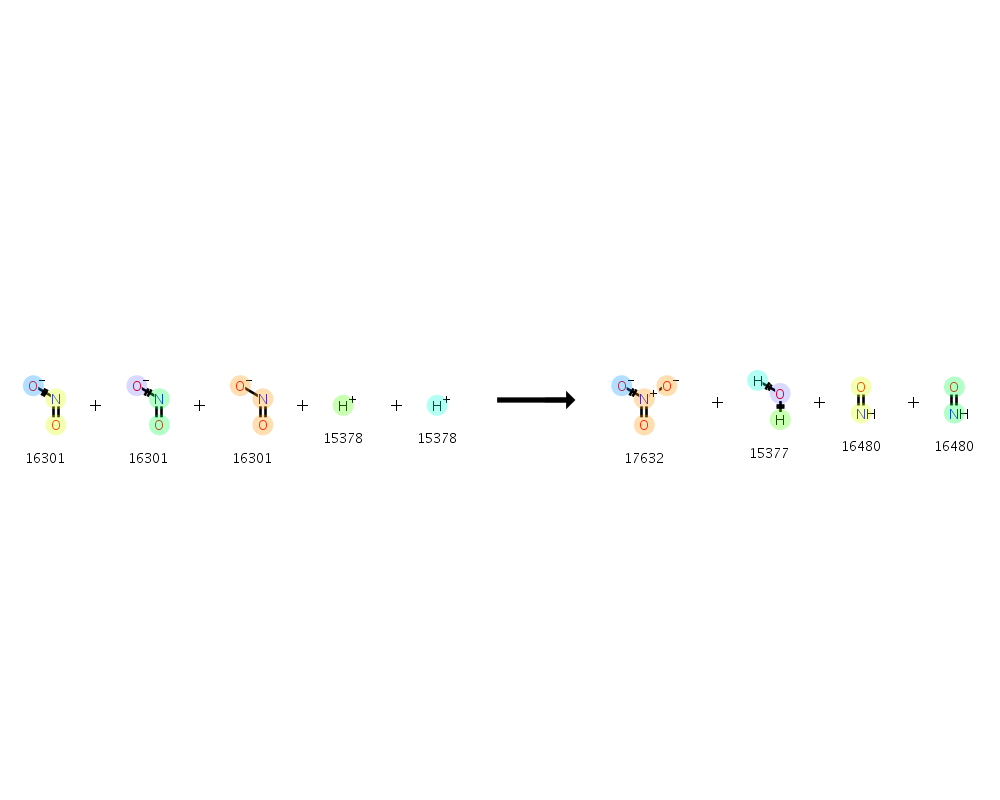 O− N O + O− N O + O− N O + H+ + H+ O− N+ O− O + H O H + O NH + O NH
16301 16301 16301 15378 15378 17632 15377 16480 16480